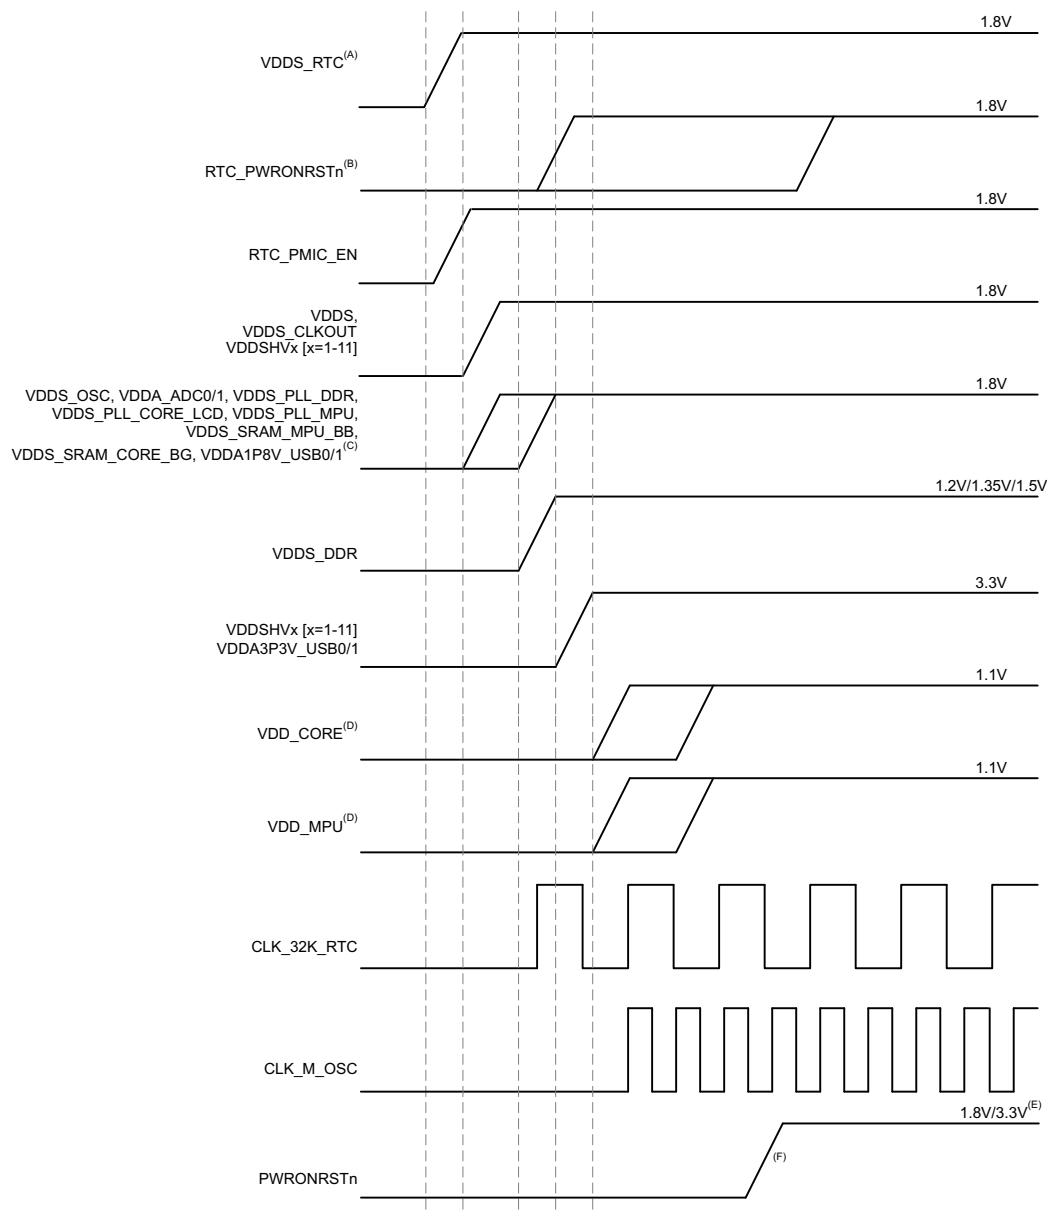 1.8V
VDDS_RTC(A)
1.8V
RTC_PWRONRSTn(B)
1.8V
RTC_PMIC_EN
1.8V
VDDS,
VDDS_CLKOUT
VDDSHVx [x=1-11]
1.8V
VDDS_OSC, VDDA_ADC0/1, VDDS_PLL_DDR,
VDDS_PLL_CORE_LCD, VDDS_PLL_MPU,
VDDS_SRAM_MPU_BB,
VDDS_SRAM_CORE_BG, VDDA1P8V_USB0/1(C)
1.2V/1.35V/1.5V
VDDS_DDR
3.3V
VDDSHVx [x=1-11]
VDDA3P3V_USB0/1
1.1V
VDD_CORE(D)
1.1V
VDD_MPU(D)
CLK_32K_RTC
CLK_M_OSC
1.8V/3.3V(E)
(F)
PWRONRSTn